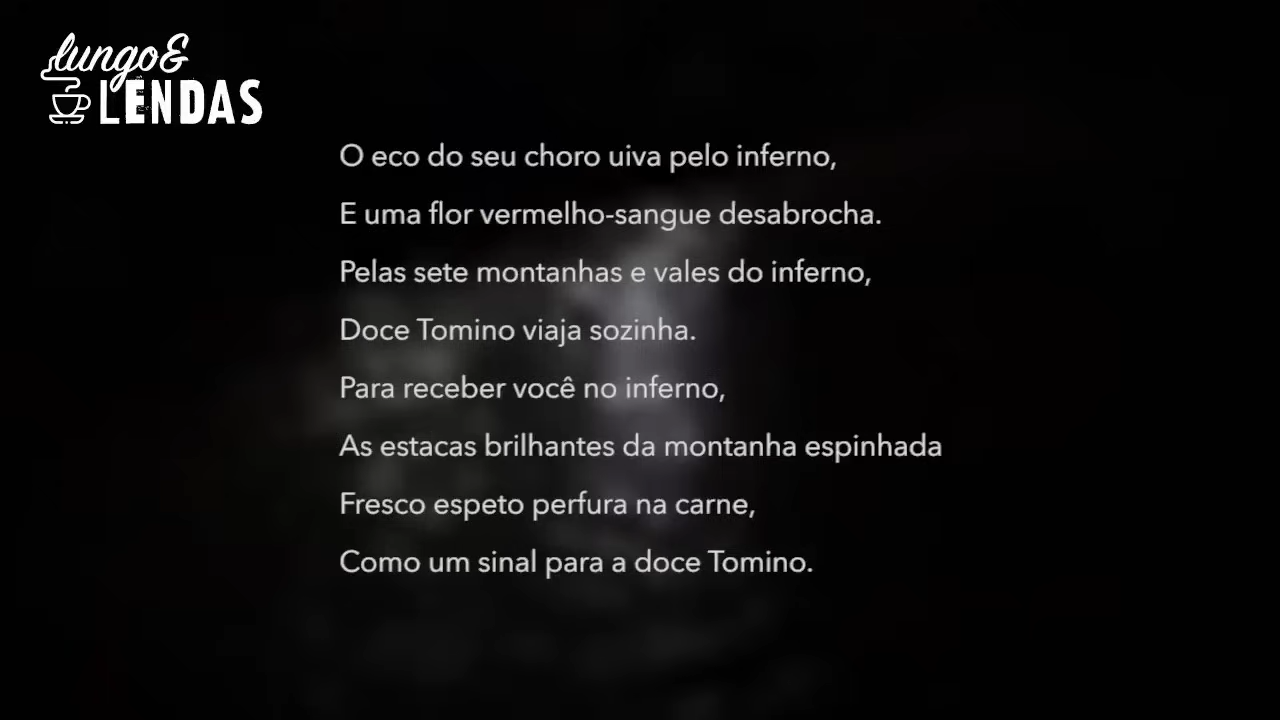 lungo&
LENDAS
O eco do seu choro uiva pelo inferno,
E uma flor vermelho-sangue desabrocha.
Pelas sete montanhas e vales do inferno,
Doce Tomino viaja sozinha.
Para receber você no inferno,
As estacas brilhantes da montanha espinhada
Fresco espeto perfura na carne,
Como um sinal para a doce Tomino.